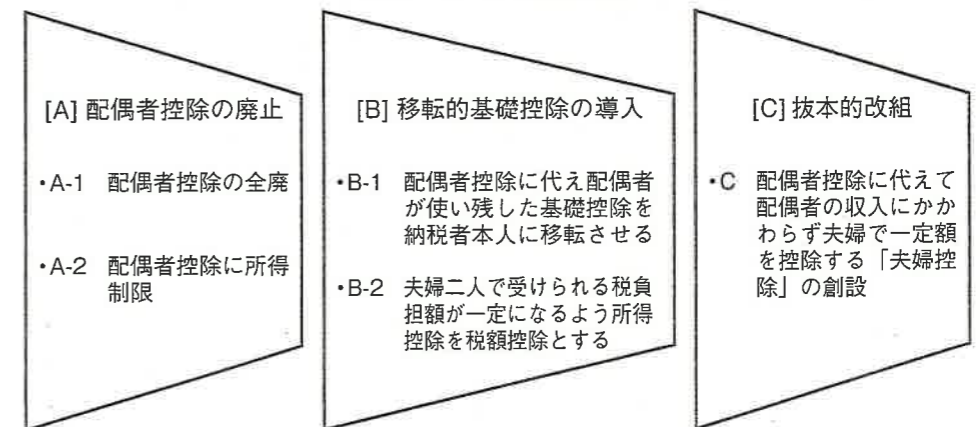 [A] 配偶者控除の廃止
・A-1 配偶者控除の全廃
・A-2 配偶者控除に所得
制限
[B] 移転的基礎控除の導入
・B-1 配偶者控除に代え配偶者
が使い残した基礎控除を
納税者本人に移転させる
・B-2 夫婦二人で受けられる税負
担額が一定になるよう所得
控除を税額控除とする
[C] 抜本的改組
・C 配偶者控除に代えて
配偶者の収入にかか
わらず夫婦で一定額
を控除する「夫婦控
除」の創設